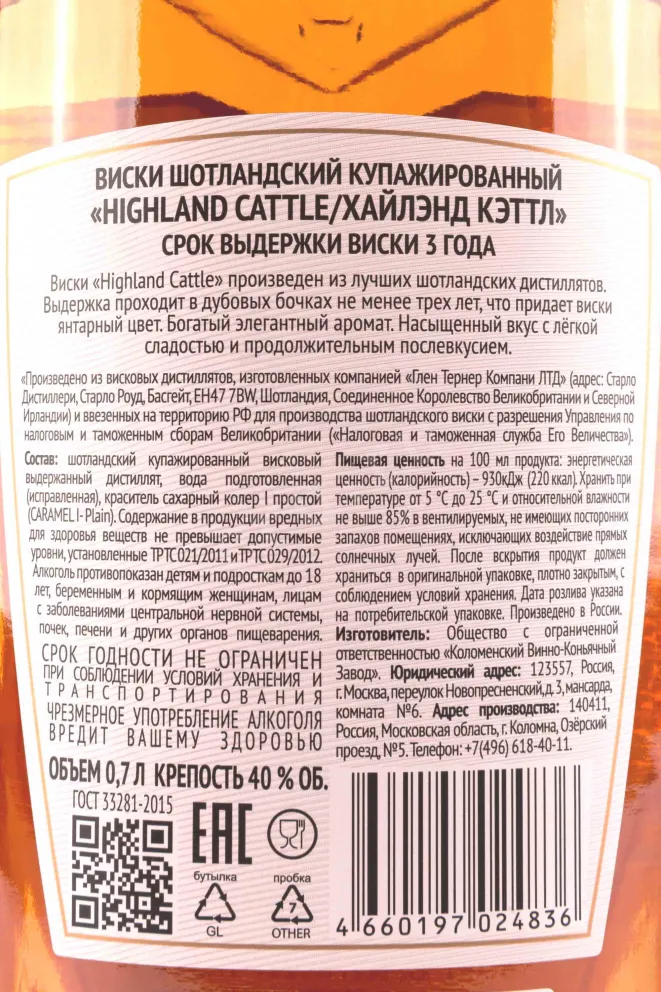 ВИСКИ ШОТЛАНДСКИЙ КУПАЖИРОВАННЫЙ
«HIGHLAND CATTLE/ХАЙЛЭНД КЭТТЛ»
СРОК ВЫДЕРЖКИ ВИСКИ 3 ГОДА
Виски «Highland Cattle» произведен из лучших шотландских дистиллятов.
Выдержка проходит в дубовых бочках не менее трех лет, что придает виски
янтарный цвет. Богатый элегантный аромат. Насыщенный вкус с лёгкой
сладостью и продолжительным послевкусием.
«Произведено из висковых дистиллятов, изготовленных компанией «Глен Тернер Компани ЛТД» (адрес: Старло
Дистиллери, Старло Роуд, Басгейт, ЕН47 7BW, Шотландия, Соединенное Королевство Великобритании и Северной
Ирландии) и ввезенных на территорию РФ для производства шотландского виски с разрешения Управления по
налоговым и таможенным сборам Великобритании («Налоговая и таможенная служба Его Величества»).
Состав: шотландский купажированный висковый
выдержанный дистиллят, вода подготовленная
(исправленная), краситель сахарный колер I простой
(CARAMEL I- Plain). Содержание в продукции вредных
для здоровья веществ не превышает допустимые
уровни, установленные ТРТС 021/2011 и ТРТС 029/2012.
Алкоголь противопоказан детям и подросткам до 18
лет, беременным и кормящим женщинам, лицам
с заболеваниями центральной нервной системы,
почек, печени и других органов пищеварения.
СРОК ГОДНОСТИ НЕ ОГРАНИЧЕН
ПРИ СОБЛЮДЕНИИ УСЛОВИЙ ХРАНЕНИЯ И
ТРАНСПОРТИРОВАНИЯ
ЧРЕЗМЕРНОЕ УПОТРЕБЛЕНИЕ АЛКОГОЛЯ
ВРЕДИТ ВАШЕМУ ЗДОРОВЬЮ
Пищевая ценность на 100 мл продукта: энергетическая
ценность (калорийность) – 930кДж (220 ккал). Хранить при
температуре от 5 °С до 25 °С и относительной влажности
не выше 85% в вентилируемых, не имеющих посторонних
запахов помещениях, исключающих воздействие прямых
солнечных лучей. После вскрытия продукт должен
храниться в оригинальной упаковке, плотно закрытым, с
соблюдением условий хранения. Дата розлива указана
на потребительской упаковке. Произведено в России.
Изготовитель: Общество с ограниченной
ответственностью «Коломенский Винно-Коньячный
Завод». Юридический адрес: 123557, Россия,
г. Москва, переулок Новопресненский, д. 3, мансарда,
комната №6. Адрес производства: 140411,
Россия, Московская область, г. Коломна, Озёрский
проезд, №5. Телефон: +7(496) 618-40-11.
ОБЪЕМ 0,7 Л КРЕПОСТЬ 40 % ОБ.
ГОСТ 33281-2015
ЕАС
бутылка
GL
пробка
7
OTHER
4 660197 024836